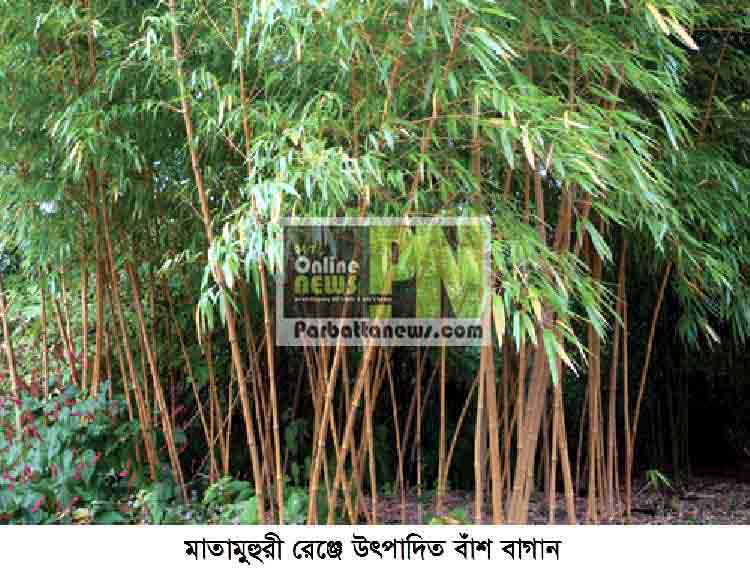 Online
news
PN
Parbattanews.com
মাতামুহুরী রেঞ্জে উৎপাদিত বাঁশ বাগান